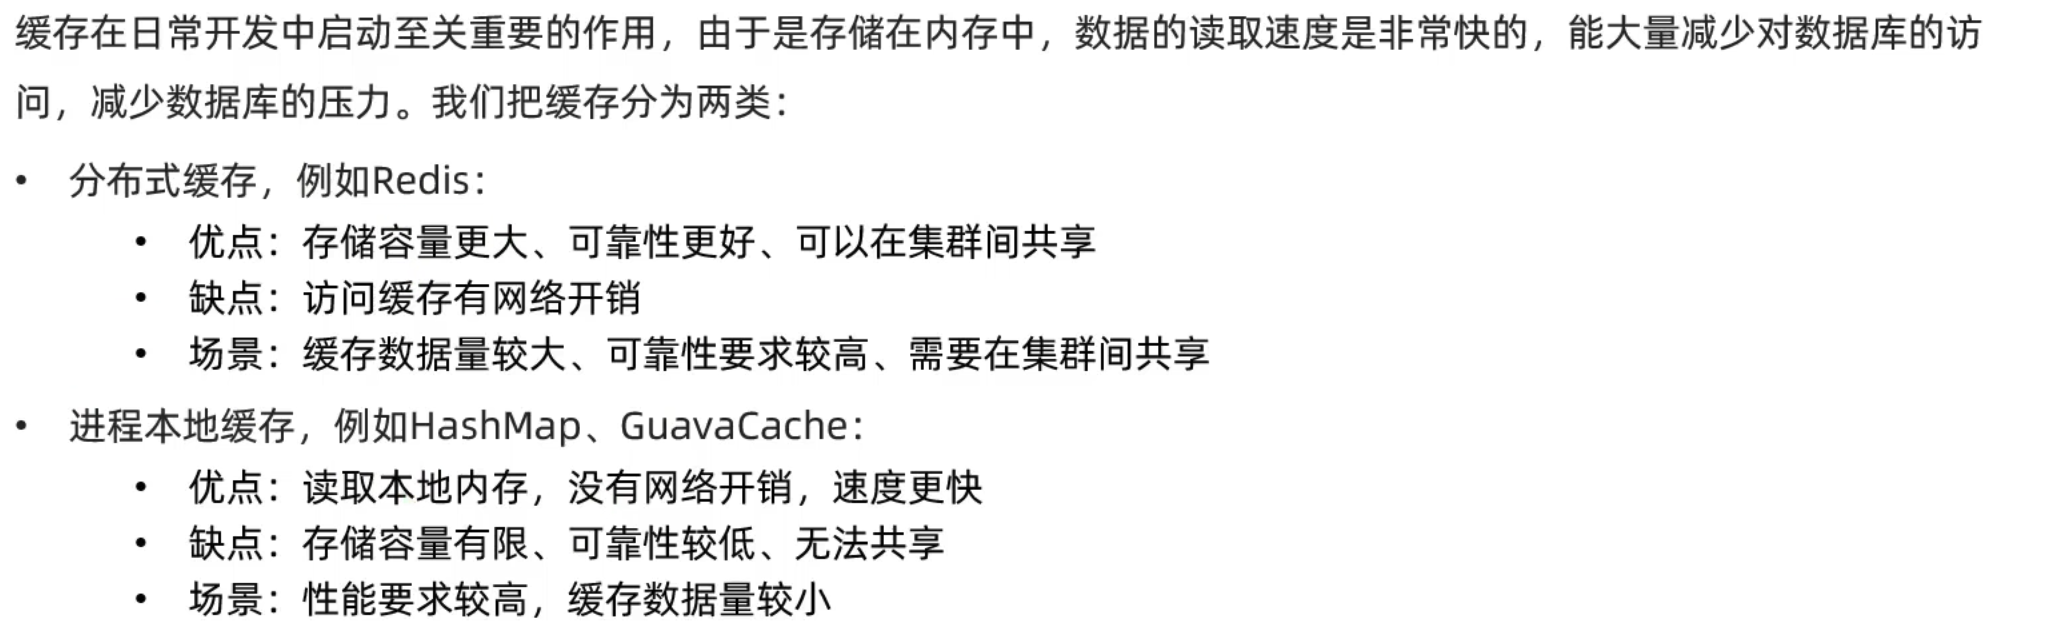 缓存在日常开发中启动至关重要的作用，由于是存储在内存中，数据的读取速度是非常快的，能大量减少对数据库的访
问，减少数据库的压力。我们把缓存分为两类：
• 分布式缓存，例如Redis：
• 优点：存储容量更大、可靠性更好、可以在集群间共享
• 缺点：访问缓存有网络开销
• 场景：缓存数据量较大、可靠性要求较高、需要在集群间共享
• 进程本地缓存，例如HashMap、GuavaCache：
• 优点：读取本地内存，没有网络开销，速度更快
• 缺点：存储容量有限、可靠性较低、无法共享
• 场景：性能要求较高，缓存数据量较小